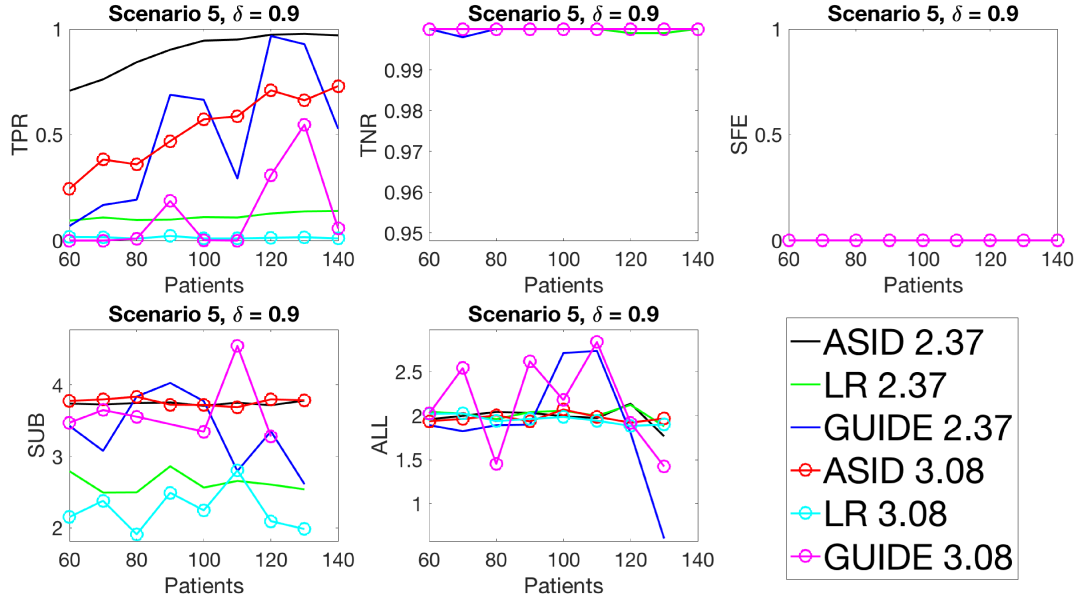 Scenario 5, δ = 0.9
1
0.5
0
TPR
60 80 100 120 140
Patients
Scenario 5, δ = 0.9
0.99
0.98
0.97
0.96
0.95
TNR
60 80 100 120 140
Patients
Scenario 5, δ = 0.9
1
0.5
0
SFE
60 80 100 120 140
Patients
Scenario 5, δ = 0.9
4
3
2
SUB
60 80 100 120 140
Patients
Scenario 5, δ = 0.9
2.5
2
1.5
1
ALL
60 80 100 120 140
Patients
ASID 2.37
LR 2.37
GUIDE 2.37
ASID 3.08
LR 3.08
GUIDE 3.08